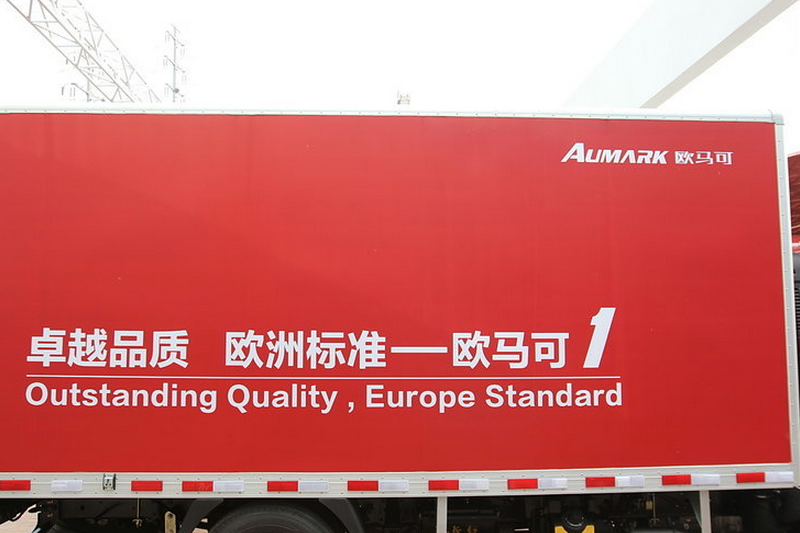 AUMARK 欧马可
卓越品质 欧洲标准——欧马可1
Outstanding Quality , Europe Standard